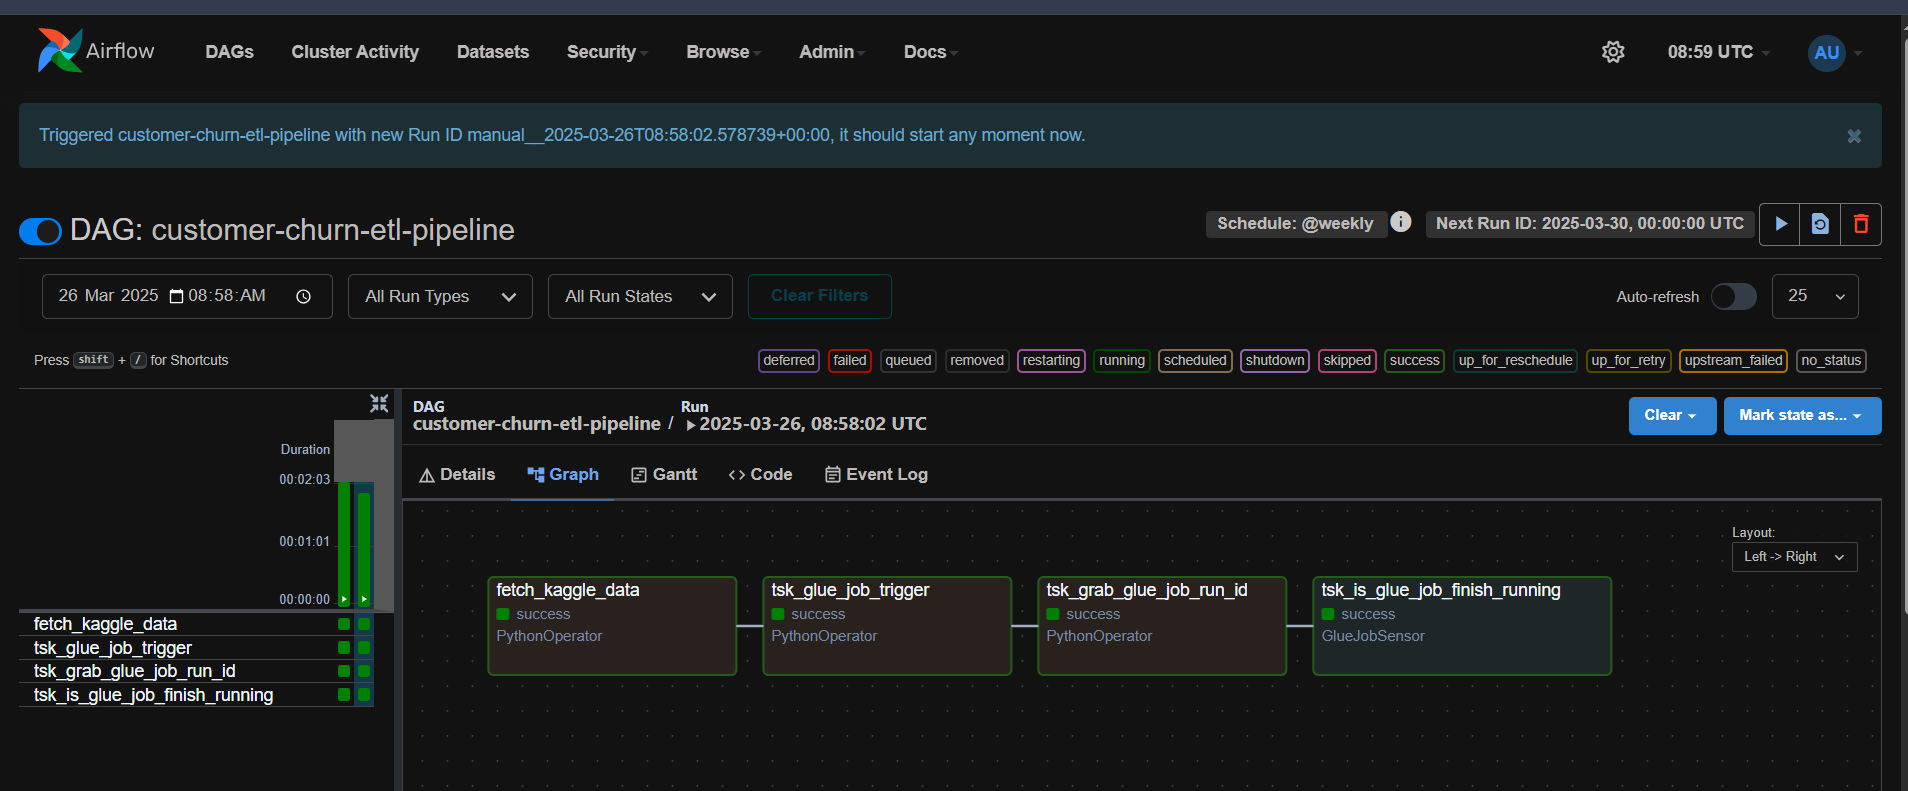 Airflow DAGs Cluster Activity Datasets Security Browse Admin Docs 08:59 UTC AU
Triggered customer-churn-etl-pipeline with new Run ID manual__2025-03-26T08:58:02.578739+00:00, it should start any moment now.
DAG: customer-churn-etl-pipeline
Schedule: @weekly i Next Run ID: 2025-03-30, 00:00:00 UTC
26 Mar 2025 08:58:AM All Run Types All Run States Clear Filters Auto-refresh 25
Press shift + / for Shortcuts
deferred failed queued removed restarting running scheduled shutdown skipped success up_for_reschedule up_for_retry upstream_failed no_status
Duration
00:02:03
00:01:01
00:00:00
fetch_kaggle_data
tsk_glue_job_trigger
tsk_grab_glue_job_run_id
tsk_is_glue_job_finish_running
DAG
customer-churn-etl-pipeline /
Run
2025-03-26, 08:58:02 UTC
Clear Mark state as...
Details Graph Gantt Code Event Log
Layout:
Left -> Right
fetch_kaggle_data
success
PythonOperator
tsk_glue_job_trigger
success
PythonOperator
tsk_grab_glue_job_run_id
success
PythonOperator
tsk_is_glue_job_finish_running
success
GlueJobSensor